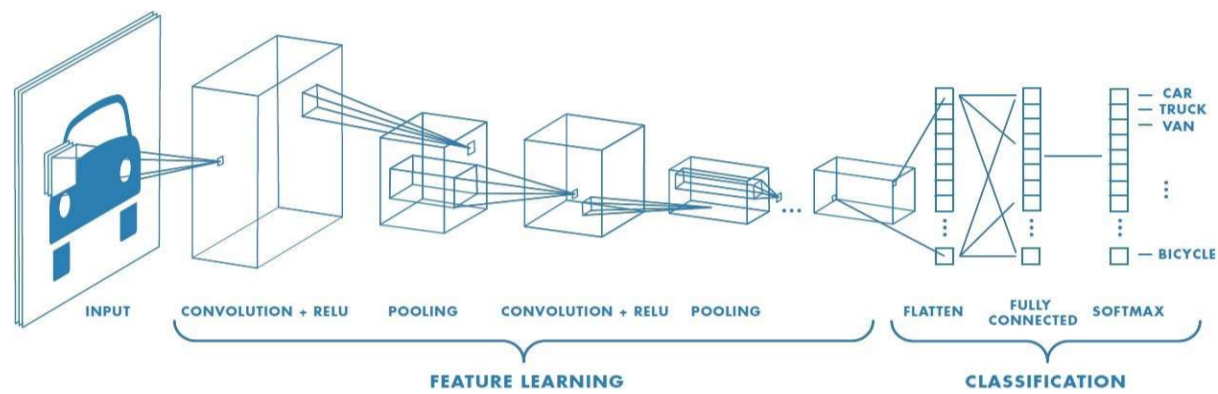 CAR
TRUCK
VAN
BICYCLE
INPUT
CONVOLUTION + RELU
POOLING
CONVOLUTION + RELU
POOLING
FLATTEN
FULLY
CONNECTED
SOFTMAX
FEATURE LEARNING
CLASSIFICATION